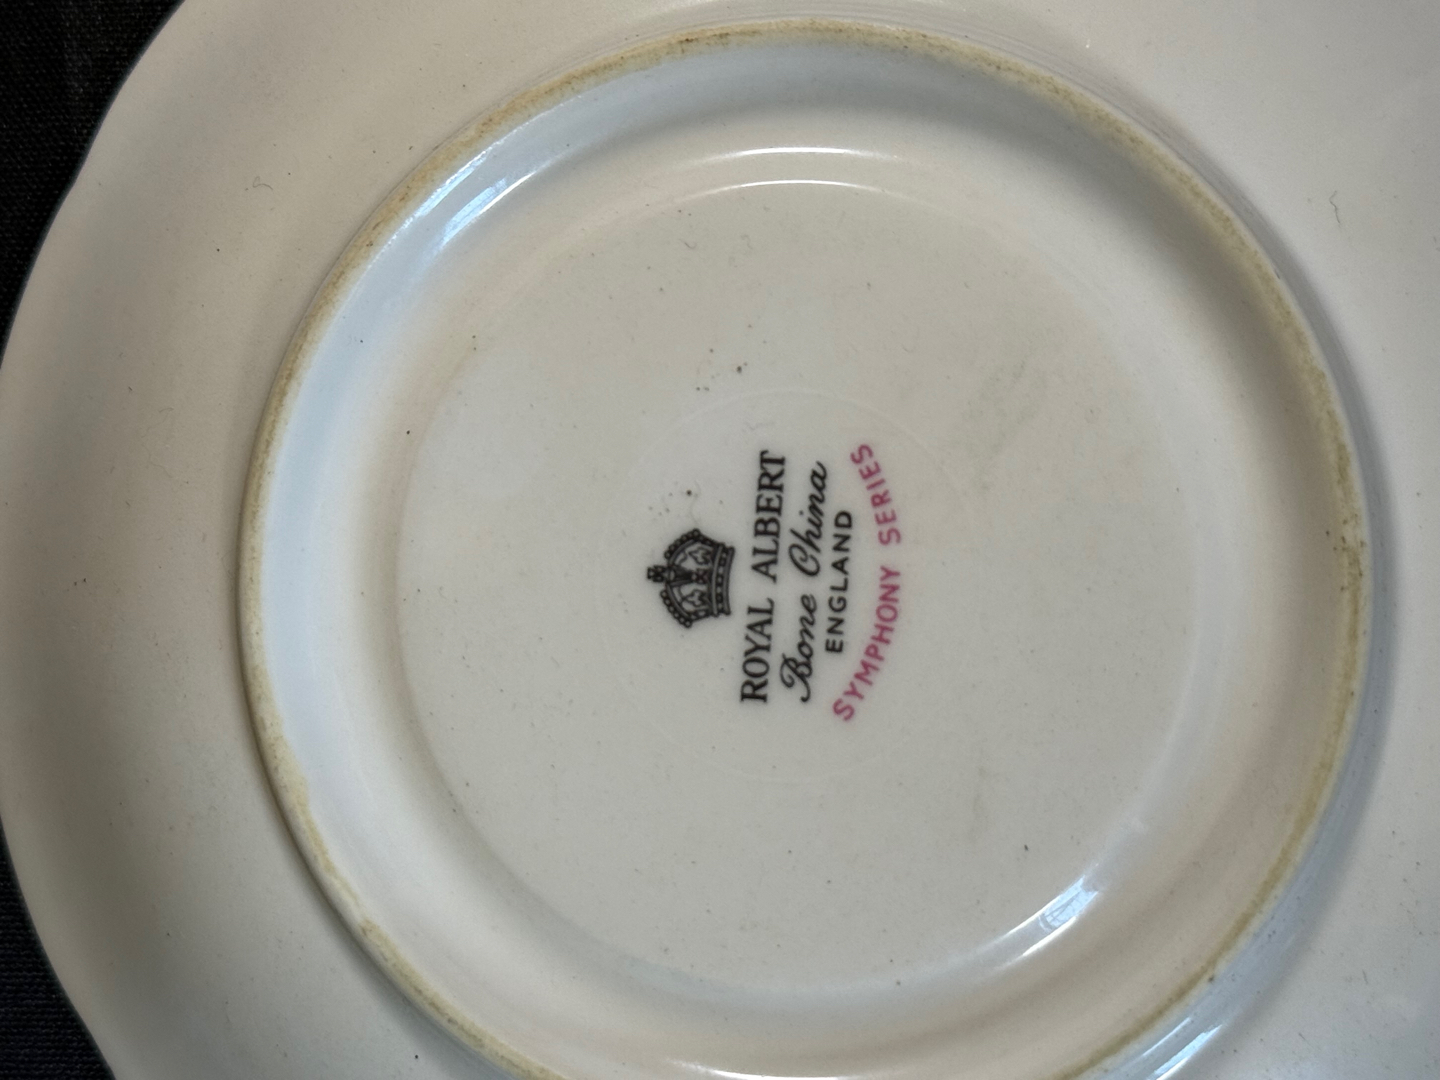 ROYAL ALBERT
Bone China
ENGLAND
SYMPHONY SERIES